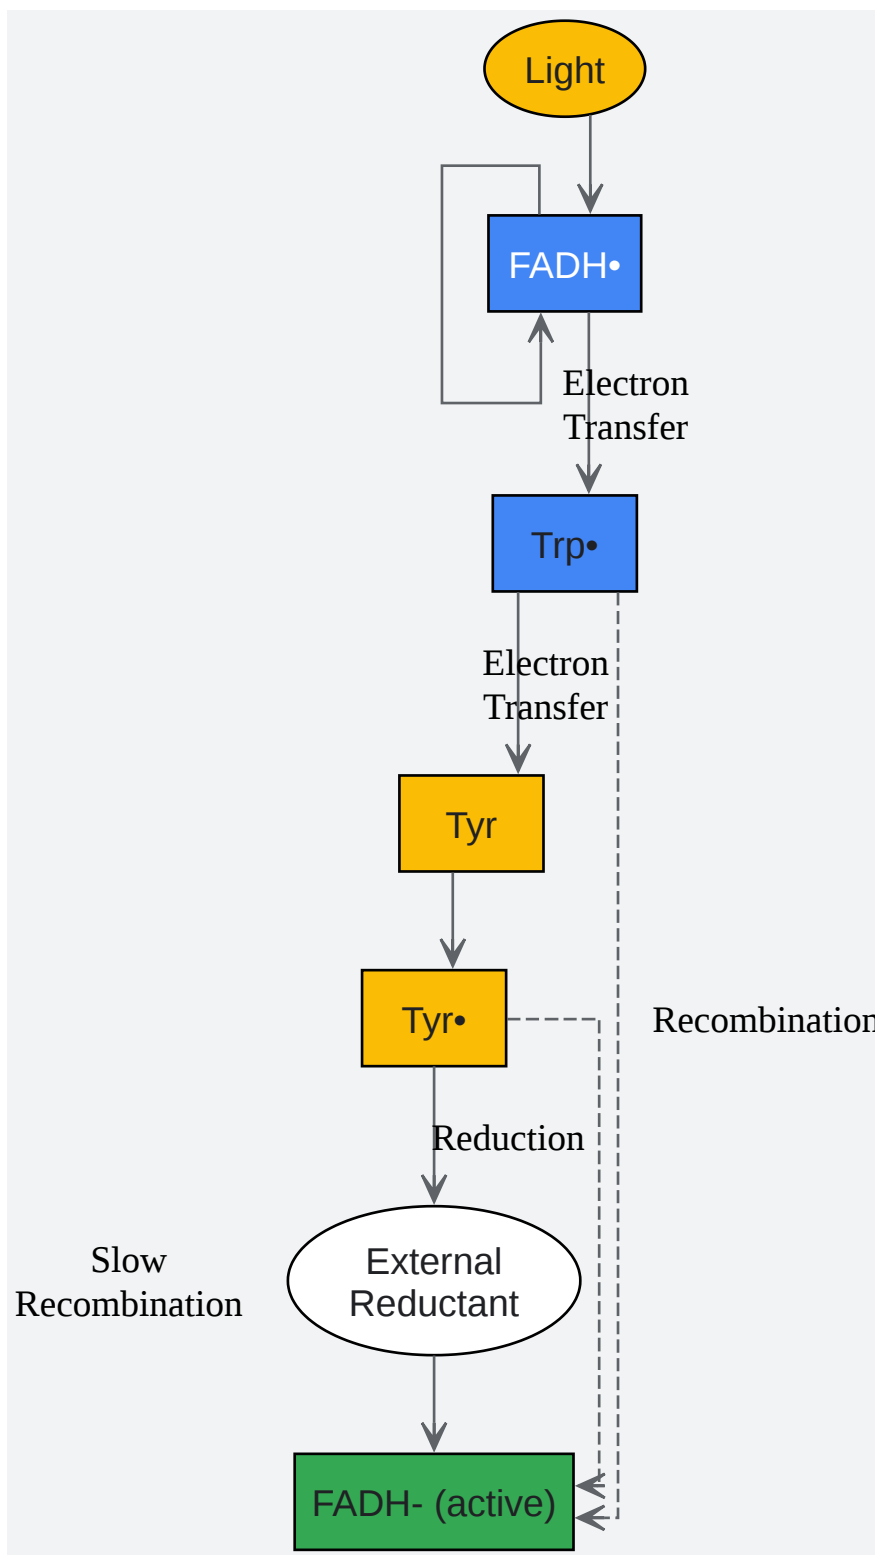 Light
FADH•
Electron
Transfer
Trp•
Electron
Transfer
Tyr
Tyr•
Recombination
Reduction
Slow
Recombination
External
Reductant
FADH- (active)